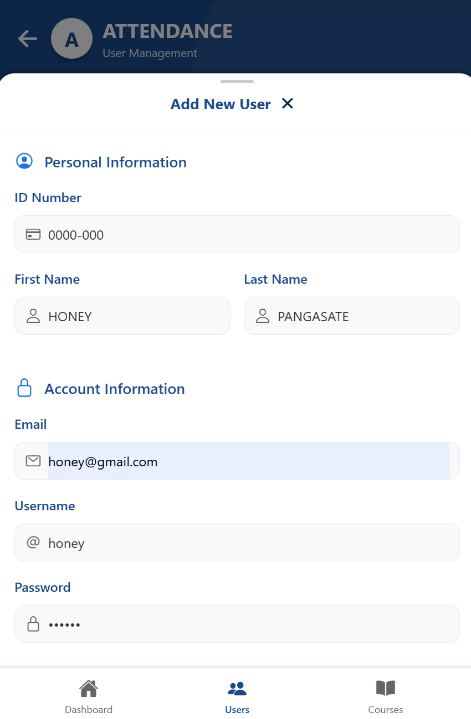 A
ATTENDANCE
User Management
Add New User ×
Personal Information
ID Number
0000-000
First Name Last Name
HONEY PANGASATE
Account Information
Email
honey@gmail.com
Username
@ honey
Password
••••••
Dashboard Users Courses